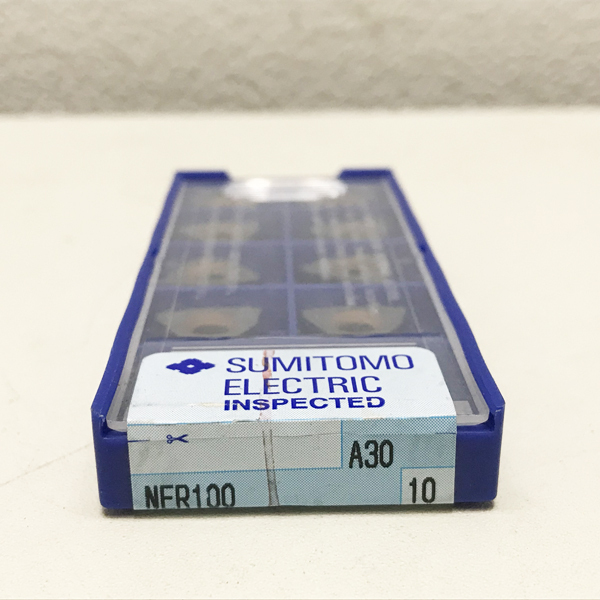 SUMITOMO
ELECTRIC
INSPECTED
A30
NFR100
10